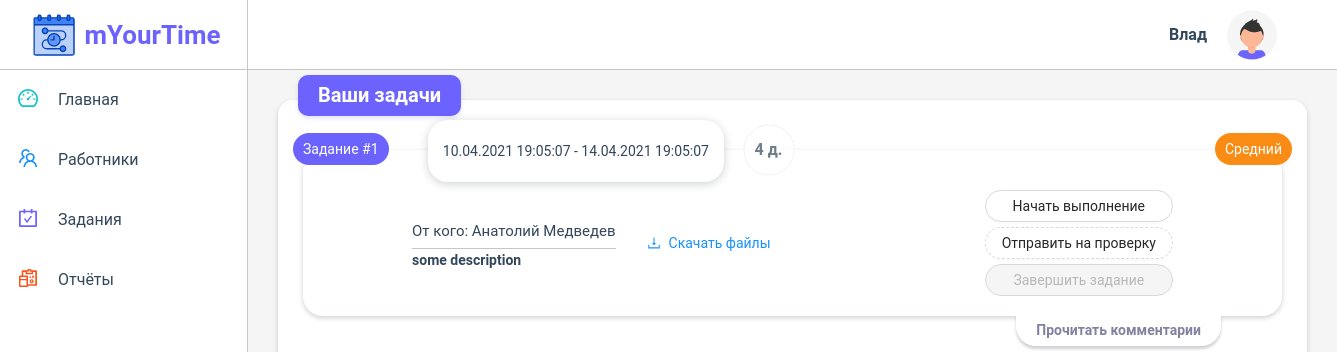 mYourTime
Влад
Главная
Работники
Задания
Отчёты
Ваши задачи
Задание #1
10.04.2021 19:05:07 - 14.04.2021 19:05:07
4 д.
Средний
От кого: Анатолий Медведев
some description
Скачать файлы
Начать выполнение
Отправить на проверку
Завершить задание
Прочитать комментарии